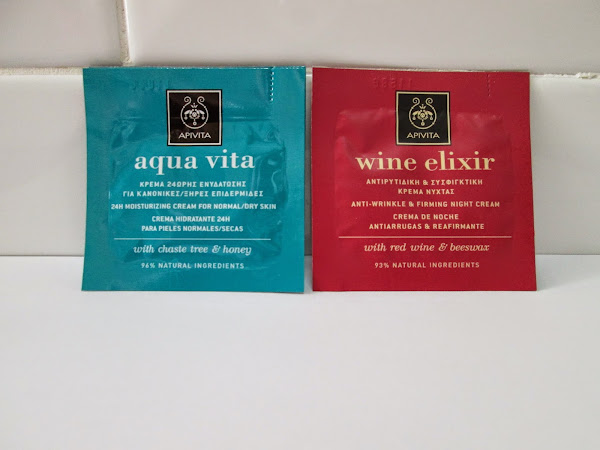 APIVITA
aqua vita
ΚΡΕΜΑ 24ΩΡΗΣ ΕΝΥΔΑΤΩΣΗΣ
ΓΙΑ ΚΑΝΟΝΙΚΕΣ/ΞΗΡΕΣ ΕΠΙΔΕΡΜΙΔΕΣ
24H MOISTURIZING CREAM FOR NORMAL/DRY SKIN
CREMA HIDRATANTE 24H
PARA PIELES NORMALES/SECAS
with chaste tree & honey
96% NATURAL INGREDIENTS
APIVITA
wine elixir
ΑΝΤΙΡΥΤΙΔΙΚΗ & ΣΥΣΦΙΓΚΤΙΚΗ
ΚΡΕΜΑ ΝΥΧΤΑΣ
ANTI-WRINKLE & FIRMING NIGHT CREAM
CREMA DE NOCHE
ANTIARRUGAS & REAFIRMANTE
with red wine & beeswax
93% NATURAL INGREDIENTS